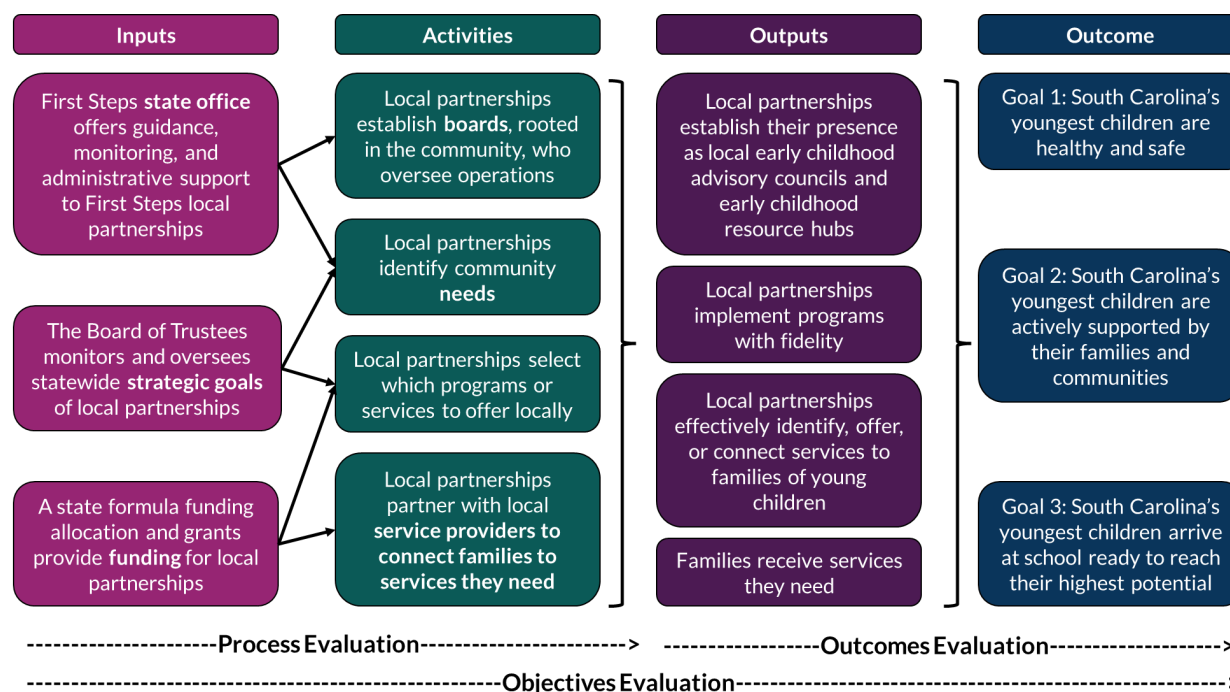 Inputs
Activities
Outputs
Outcome
First Steps state office
offers guidance,
monitoring, and
administrative support
to First Steps local
partnerships
The Board of Trustees
monitors and oversees
statewide strategic goals
of local partnerships
A state formula funding
allocation and grants
provide funding for local
partnerships
Local partnerships
establish boards, rooted
in the community, who
oversee operations
Local partnerships
identify community
needs
Local partnerships select
which programs or
services to offer locally
Local partnerships
partner with local
service providers to
connect families to
services they need
Local partnerships
establish their presence
as local early childhood
advisory councils and
early childhood
resource hubs
Local partnerships
implement programs
with fidelity
Local partnerships
effectively identify, offer,
or connect services to
families of young
children
Families receive services
they need
Goal 1: South Carolina's
youngest children are
healthy and safe
Goal 2: South Carolina's
youngest children are
actively supported by
their families and
communities
Goal 3: South Carolina's
youngest children arrive
at school ready to reach
their highest potential
Process Evaluation
Outcomes Evaluation
Objectives Evaluation